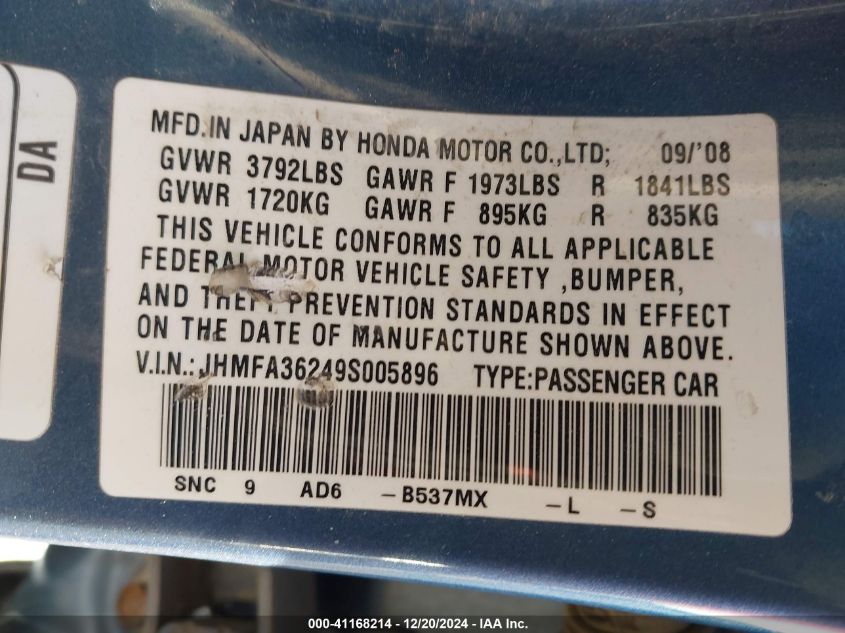 DA
MFD.IN JAPAN BY HONDA MOTOR CO.,LTD; 09/'08
GVWR 3792LBS GAWR F 1973LBS R 1841LBS
GVWR 1720KG GAWR F 895KG R 835KG
THIS VEHICLE CONFORMS TO ALL APPLICABLE
FEDERAL MOTOR VEHICLE SAFETY ,BUMPER,
AND THEFT PREVENTION STANDARDS IN EFFECT
ON THE DATE OF MANUFACTURE SHOWN ABOVE.
V.I.N.: JHMFA36249S005896 TYPE:PASSENGER CAR
SNC 9 AD6 -B537MX -L -S
000-41168214 - 12/20/2024 - IAA Inc.